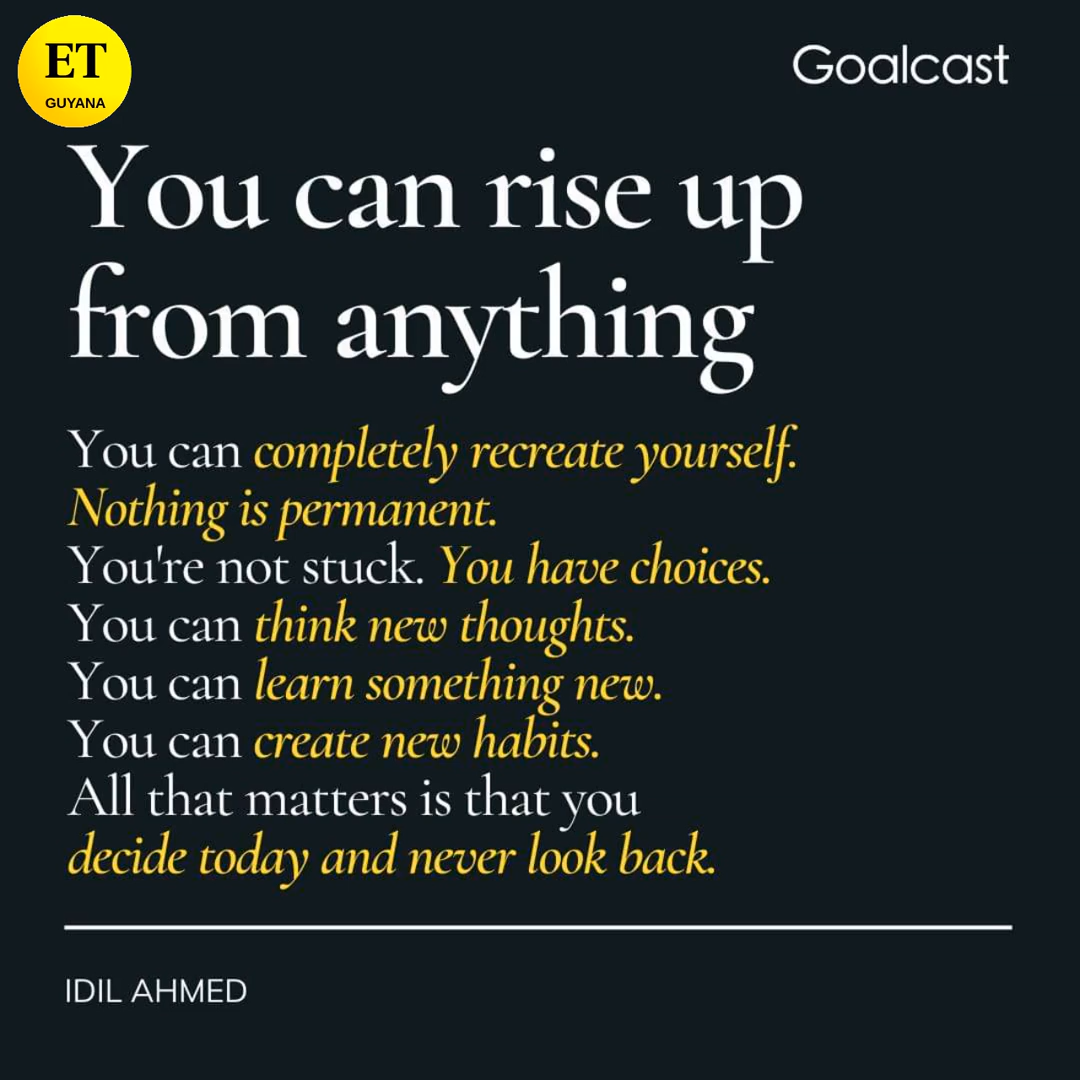 ET
GUYANA
Goalcast
You can rise up
from anything
You can completely recreate yourself.
Nothing is permanent.
You're not stuck. You have choices.
You can think new thoughts.
You can learn something new.
You can create new habits.
All that matters is that you
decide today and never look back.
IDIL AHMED